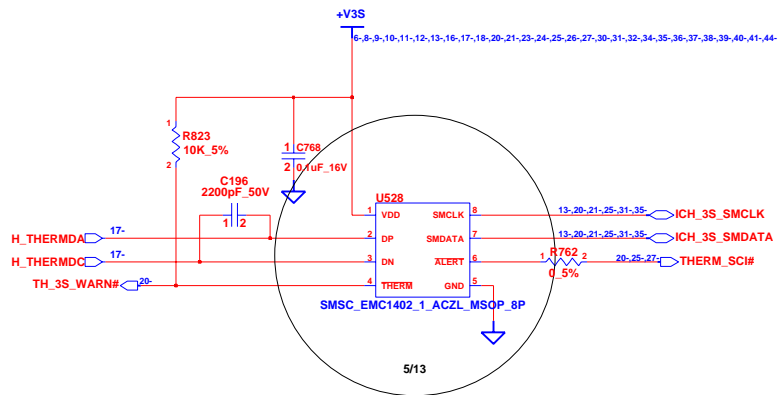 +V3S
6-,8-,9-,10-,11-,12-,13-,16-,17-,18-,20-,21-,23-,24-,25-,26-,27-,30-,31-,32-,34-,35-,36-,37-,38-,39-,40-,41-,44-
1
R823
10K_5%
2
1 C768
2 0.1uF_16V
C196
2200pF_50V
1 2
U528
1 VDD SMCLK 8 13-,20-,21-,25-,31-,35- ICH_3S_SMCLK
H_THERMDA 17- 2 DP SMDATA 7 13-,20-,21-,25-,31-,35- ICH_3S_SMDATA
H_THERMDC 17- 3 DN ALERT 6 1 R762 2 20-,25-,27- THERM_SCI#
0_5%
TH_3S_WARN# 20- 4 THERM GND 5
SMSC_EMC1402_1_ACZL_MSOP_8P
5/13